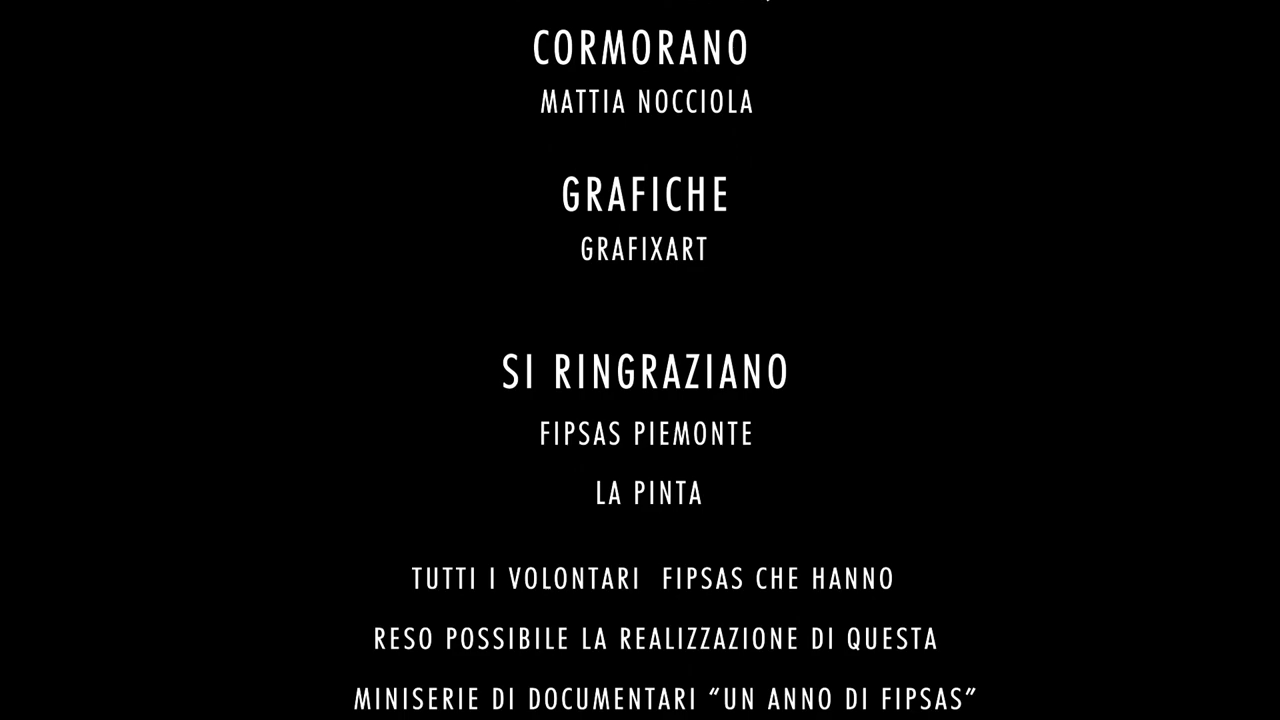 CORMORANO
MATTIA NOCCIOLA
GRAFICHE
GRAFIXART
SI RINGRAZIANO
FIPSAS PIEMONTE
LA PINTA
TUTTI I VOLONTARI FIPSAS CHE HANNO
RESO POSSIBILE LA REALIZZAZIONE DI QUESTA
MINISERIE DI DOCUMENTARI “UN ANNO DI FIPSAS”